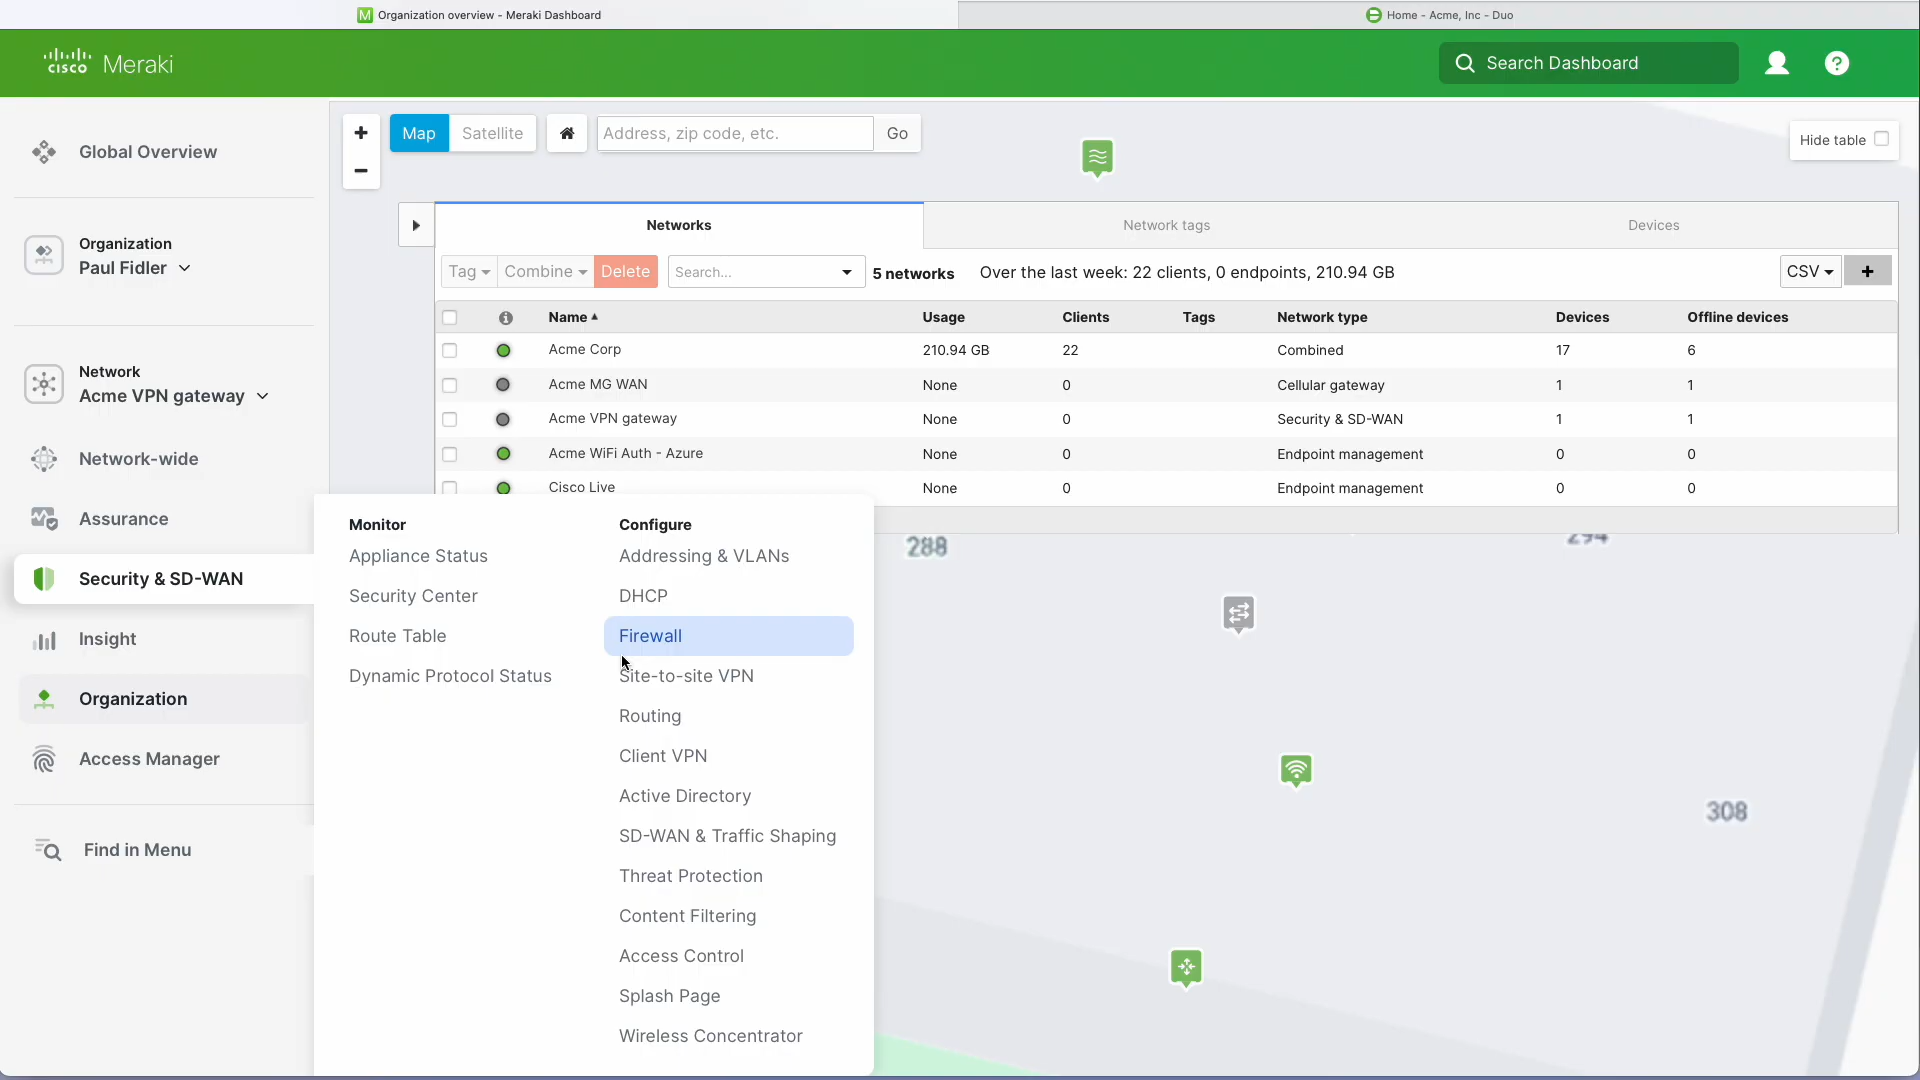 Organization overview - Meraki Dashboard
Home - Acme, Inc - Duo
CISCO Meraki
Search Dashboard
Global Overview
Organization
Paul Fidler
Network
Acme VPN gateway
Network-wide
Assurance
Security & SD-WAN
Insight
Organization
Access Manager
Find in Menu
Map Satellite
Address, zip code, etc. Go
Hide table
Networks Network tags Devices
Tag Combine Delete Search... 5 networks Over the last week: 22 clients, 0 endpoints, 210.94 GB CSV +
Name Usage Clients Tags Network type Devices Offline devices
Acme Corp 210.94 GB 22 Combined 17 6
Acme MG WAN None 0 Cellular gateway 1 1
Acme VPN gateway None 0 Security & SD-WAN 1 1
Acme WiFi Auth - Azure None 0 Endpoint management 0 0
Cisco Live None 0 Endpoint management 0 0
Monitor
Appliance Status
Security Center
Route Table
Dynamic Protocol Status
Configure
Addressing & VLANs
DHCP
Firewall
Site-to-site VPN
Routing
Client VPN
Active Directory
SD-WAN & Traffic Shaping
Threat Protection
Content Filtering
Access Control
Splash Page
Wireless Concentrator
288
294
308